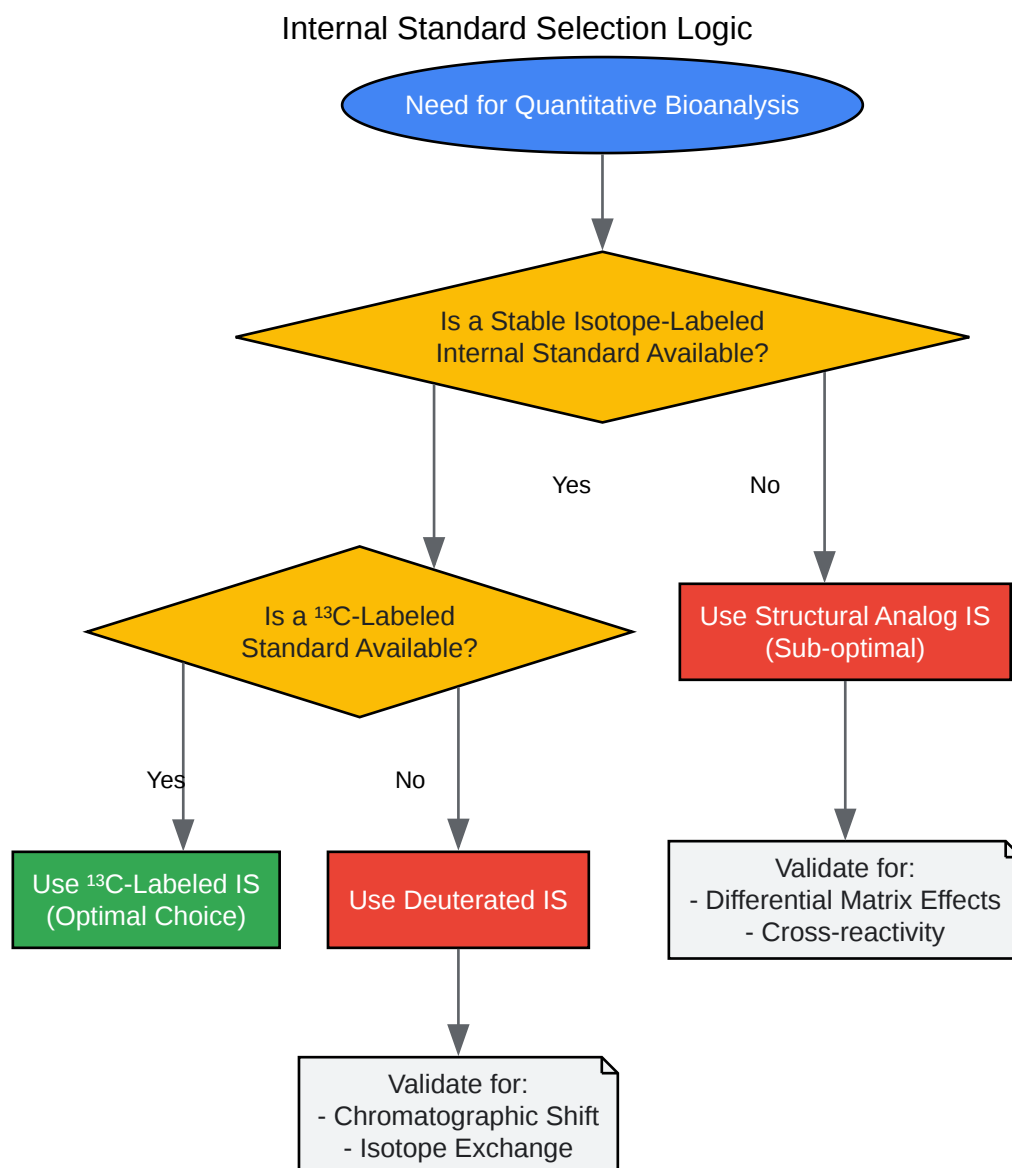 Internal Standard Selection Logic
Need for Quantitative Bioanalysis
Is a Stable Isotope-Labeled
Internal Standard Available?
Yes
No
Is a ¹³C-Labeled
Standard Available?
Use Structural Analog IS
(Sub-optimal)
Yes
No
Use ¹³C-Labeled IS
(Optimal Choice)
Use Deuterated IS
Validate for:
- Differential Matrix Effects
- Cross-reactivity
Validate for:
- Chromatographic Shift
- Isotope Exchange